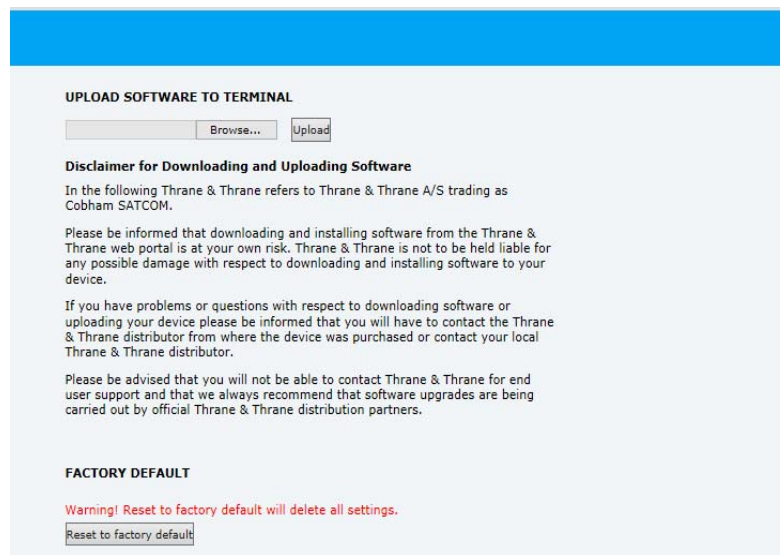 UPLOAD SOFTWARE TO TERMINAL
Browse... Upload
Disclaimer for Downloading and Uploading Software
In the following Thrane & Thrane refers to Thrane & Thrane A/S trading as
Cobham SATCOM.
Please be informed that downloading and installing software from the Thrane &
Thrane web portal is at your own risk. Thrane & Thrane is not to be held liable for
any possible damage with respect to downloading and installing software to your
device.
If you have problems or questions with respect to downloading software or
uploading your device please be informed that you will have to contact the Thrane
& Thrane distributor from where the device was purchased or contact your local
Thrane & Thrane distributor.
Please be advised that you will not be able to contact Thrane & Thrane for end
user support and that we always recommend that software upgrades are being
carried out by official Thrane & Thrane distribution partners.
FACTORY DEFAULT
Warning! Reset to factory default will delete all settings.
Reset to factory default